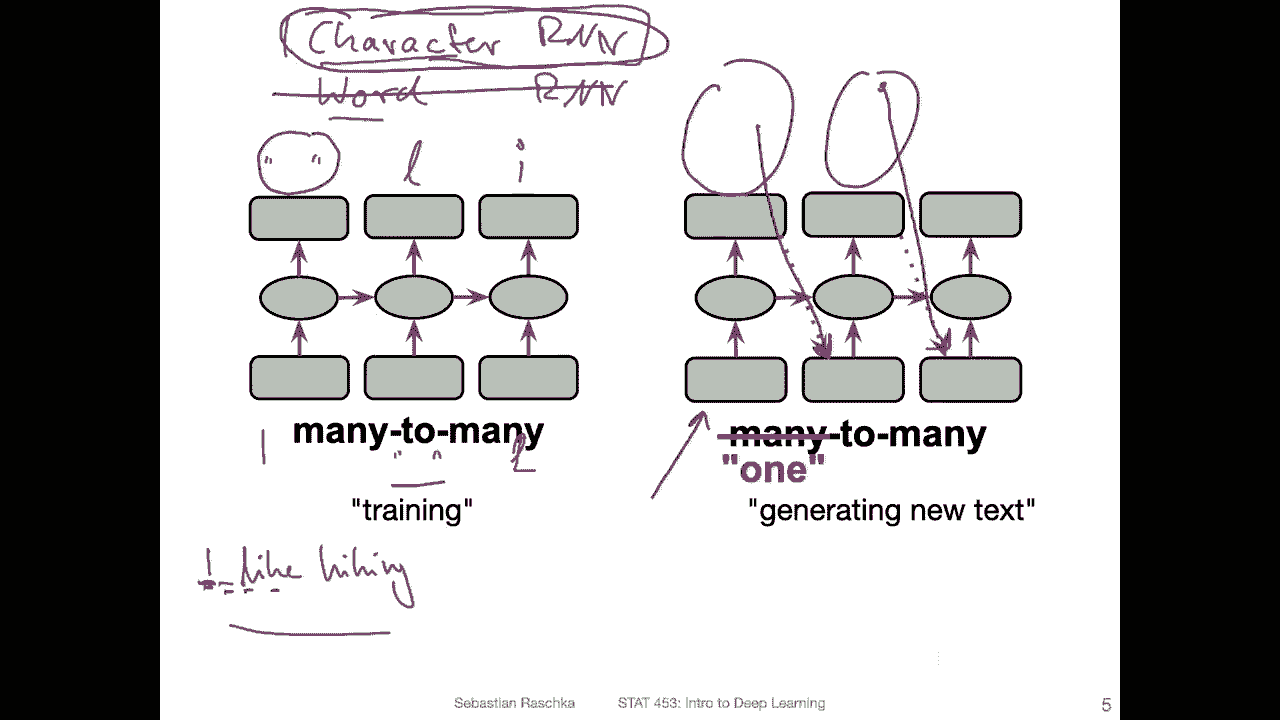 Character RNN
Word RNN
" " l i
many-to-many
I " " l
"training"
many-to-many
"one"
"generating new text"
I like hiking
Sebastian Raschka STAT 453: Intro to Deep Learning 5